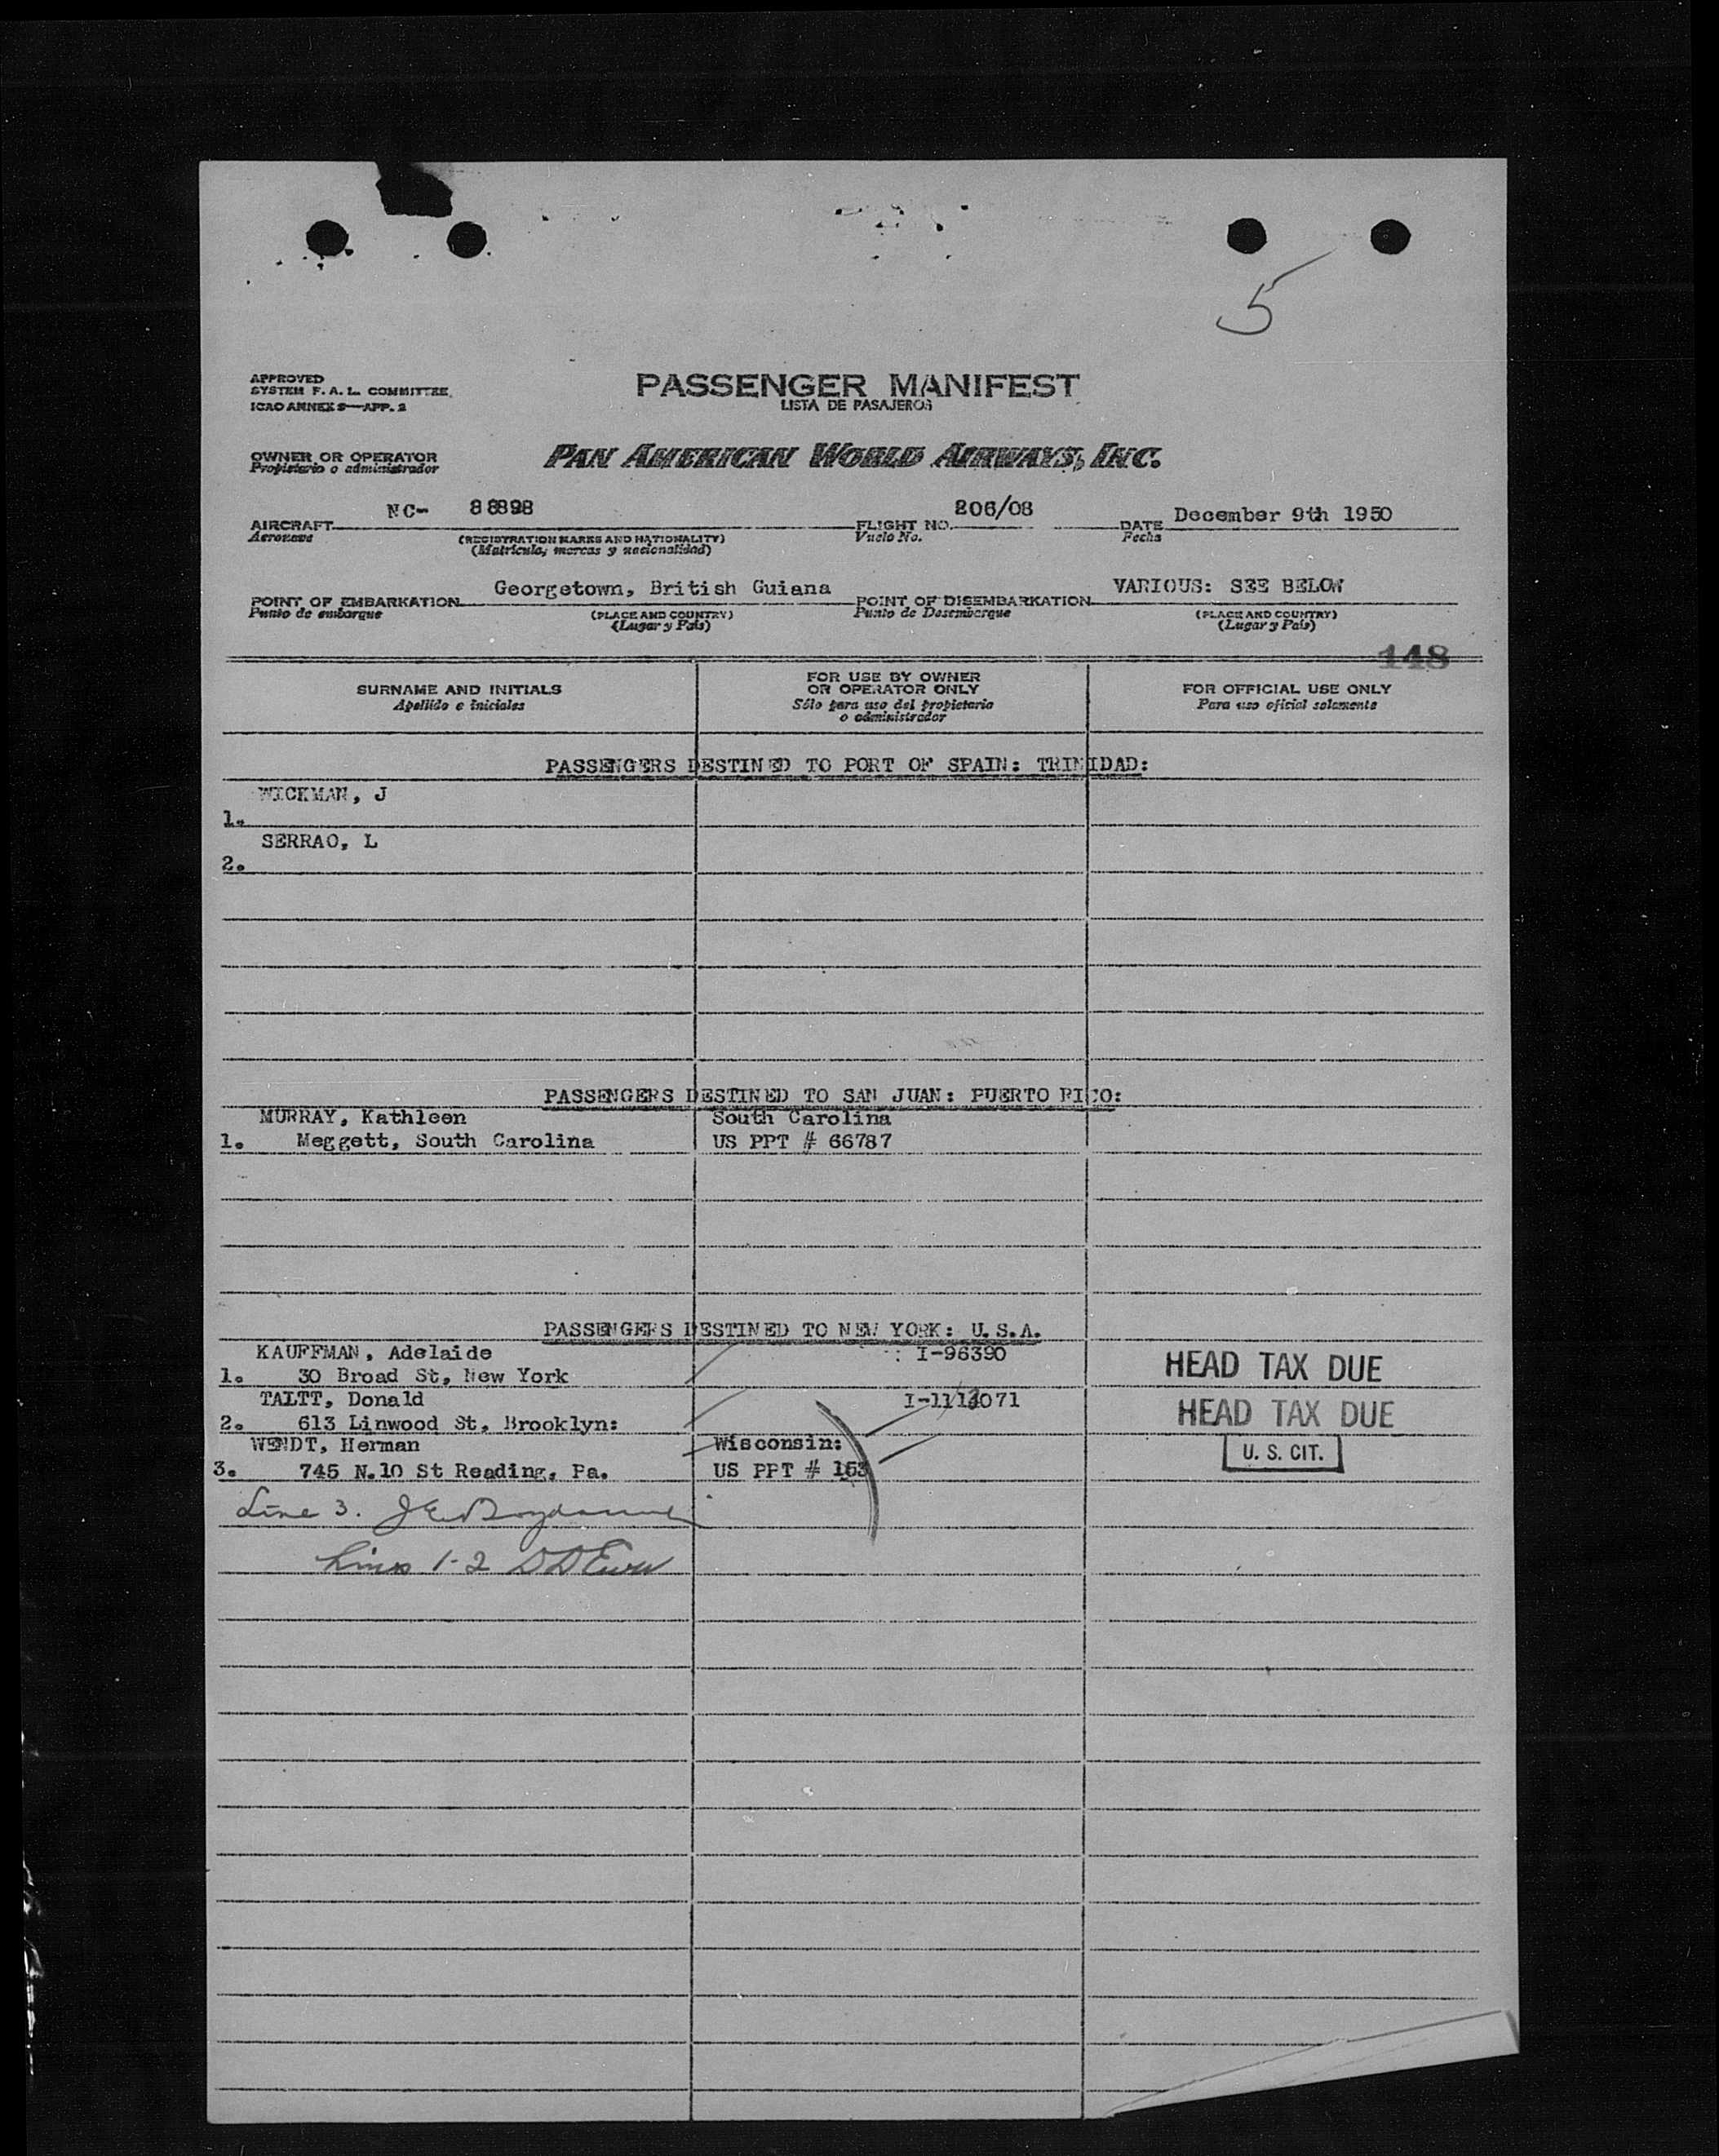 5
APPROVED
SYSTEM F. A. L. COMMITTEE
ICAO ANNEX 9—APP. 2
PASSENGER MANIFEST
LISTA DE PASAJEROS
OWNER OR OPERATOR
Propietario o administrador
PAN AMERICAN WORLD AIRWAYS, INC.
AIRCRAFT NC- 88898 FLIGHT NO. 206/08 DATE December 9th 1950
Aeronave (REGISTRATION MARKS AND NATIONALITY) Vuelo No. Fecha
(Matrícula, marcas y nacionalidad)
POINT OF EMBARKATION Georgetown, British Guiana POINT OF DISEMBARKATION VARIOUS: SEE BELOW
Punto de embarque (PLACE AND COUNTRY) Punto de Desembarque (PLACE AND COUNTRY)
(Lugar y País) (Lugar y País)
148
SURNAME AND INITIALS
Apellido e iniciales
FOR USE BY OWNER
OR OPERATOR ONLY
Sólo para uso del propietario
o administrador
FOR OFFICIAL USE ONLY
Para uso oficial solamente
PASSENGERS DESTINED TO PORT OF SPAIN: TRINIDAD:
WICKMAN, J
1.
SERRAO, L
2.
PASSENGERS DESTINED TO SAN JUAN: PUERTO RICO:
MURRAY, Kathleen South Carolina
1. Meggett, South Carolina US PPT # 66787
PASSENGERS DESTINED TO NEW YORK: U.S.A.
KAUFFMAN, Adelaide : I-96390
1. 30 Broad St, New York HEAD TAX DUE
TALTT, Donald
2. 613 Linwood St, Brooklyn: HEAD TAX DUE
WENDT, Herman Wisconsin: U. S. CIT.
3. 745 N.10 St Reading, Pa. US PPT # 153
Line 3.
Lines 1-2